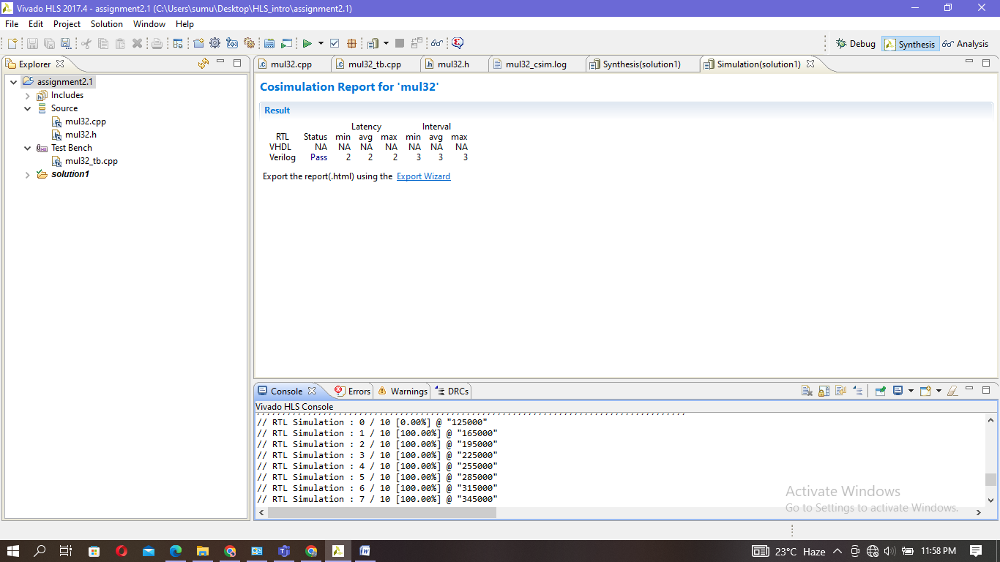 Vivado HLS 2017.4 - assignment2.1 (C:\Users\sumu\Desktop\HLS_intro\assignment2.1)
File Edit Project Solution Window Help
Debug Synthesis Analysis
Explorer
assignment2.1
Includes
Source
mul32.cpp
mul32.h
Test Bench
mul32_tb.cpp
solution1
mul32.cpp mul32_tb.cpp mul32.h mul32_csim.log Synthesis(solution1) Simulation(solution1)
Cosimulation Report for 'mul32'
Result
Latency Interval
RTL Status min avg max min avg max
VHDL NA NA NA NA NA NA NA
Verilog Pass 2 2 2 3 3 3
Export the report(.html) using the Export Wizard
Console Errors Warnings DRCs
Vivado HLS Console
// RTL Simulation : 0 / 10 [0.00%] @ "125000"
// RTL Simulation : 1 / 10 [100.00%] @ "165000"
// RTL Simulation : 2 / 10 [100.00%] @ "195000"
// RTL Simulation : 3 / 10 [100.00%] @ "225000"
// RTL Simulation : 4 / 10 [100.00%] @ "255000"
// RTL Simulation : 5 / 10 [100.00%] @ "285000"
// RTL Simulation : 6 / 10 [100.00%] @ "315000"
// RTL Simulation : 7 / 10 [100.00%] @ "345000"
Activate Windows
Go to Settings to activate Windows.
23°C Haze 11:58 PM